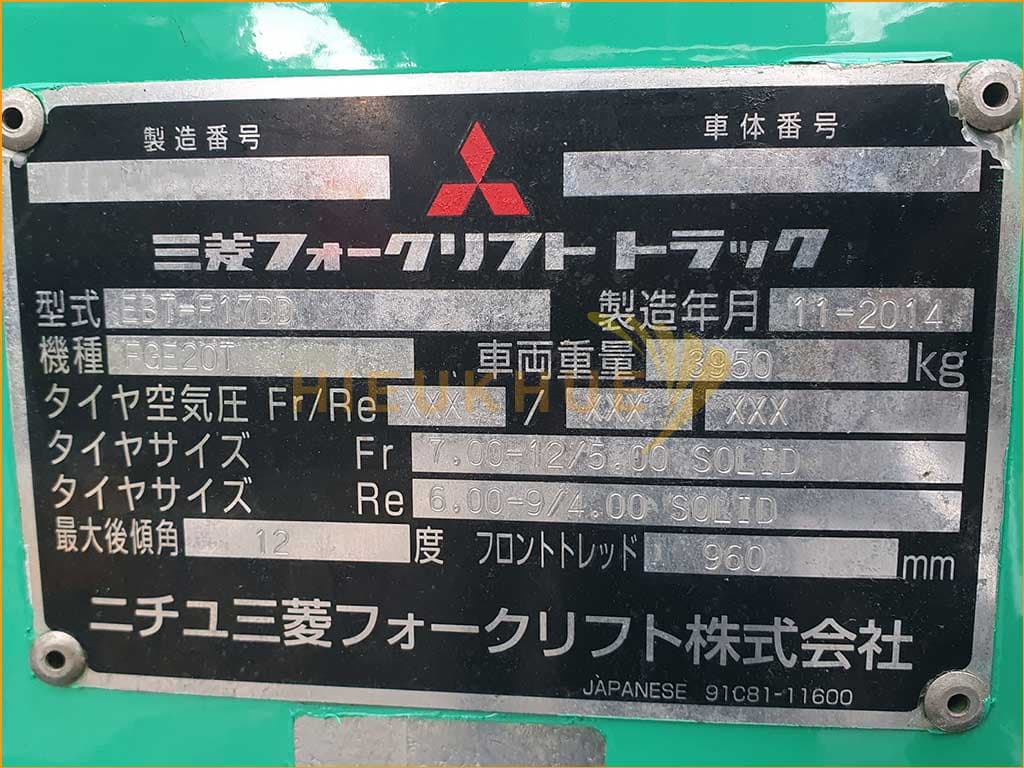 製造番号 車体番号
三菱フォークリフト トラック
型式 EBT-F17DD 製造年月 11-2014
機種 FGE20T 車両重量 3950 kg
タイヤ空気圧 Fr/Re XXX / XXX XXX
タイヤサイズ Fr 7.00-12/5.00 SOLID
タイヤサイズ Re 6.00-9/4.00 SOLID
最大後傾角 12 度 フロントトレッド 960 mm
ニチユ三菱フォークリフト株式会社
JAPANESE 91C81-11600
HIEUKHUE